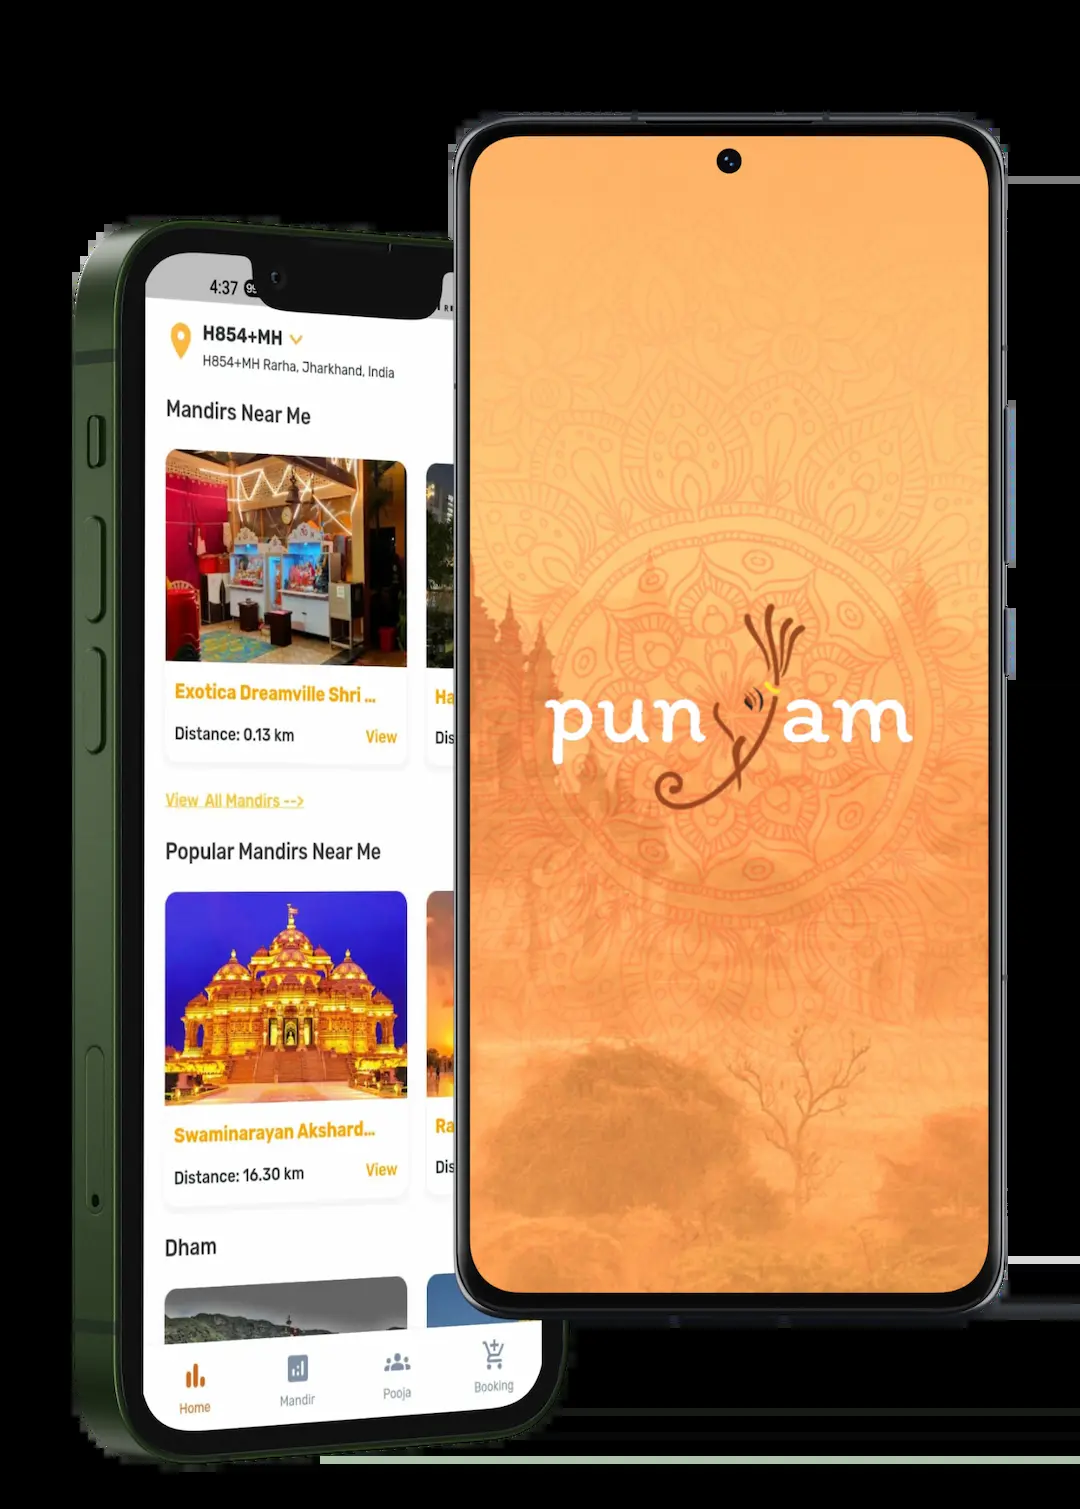 4:37
H854+MH
H854+MH Rarha, Jharkhand, India
Mandirs Near Me
Exotica Dreamville Shri ...
Distance: 0.13 km View
Ha
Dis
View All Mandirs -->
Popular Mandirs Near Me
Swaminarayan Akshard...
Distance: 16.30 km View
Ra
Dis
Dham
Home
Mandir
Pooja
Booking
punyam